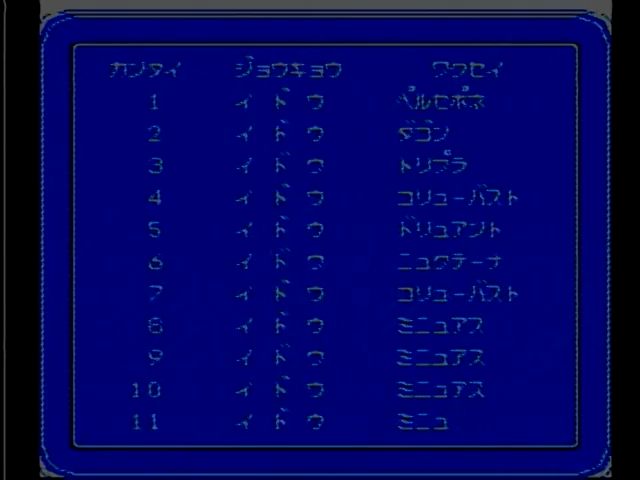 カンタイ ジョウキョウ ワクセイ
1 イドウ ペルセポネ
2 イドウ ダゴン
3 イドウ トリプラ
4 イドウ コリューバスト
5 イドウ ドリュアント
6 イドウ ニュクテーナ
7 イドウ コリューバスト
8 イドウ ミニュアス
9 イドウ ミニュアス
10 イドウ ミニュアス
11 イドウ ミニュ